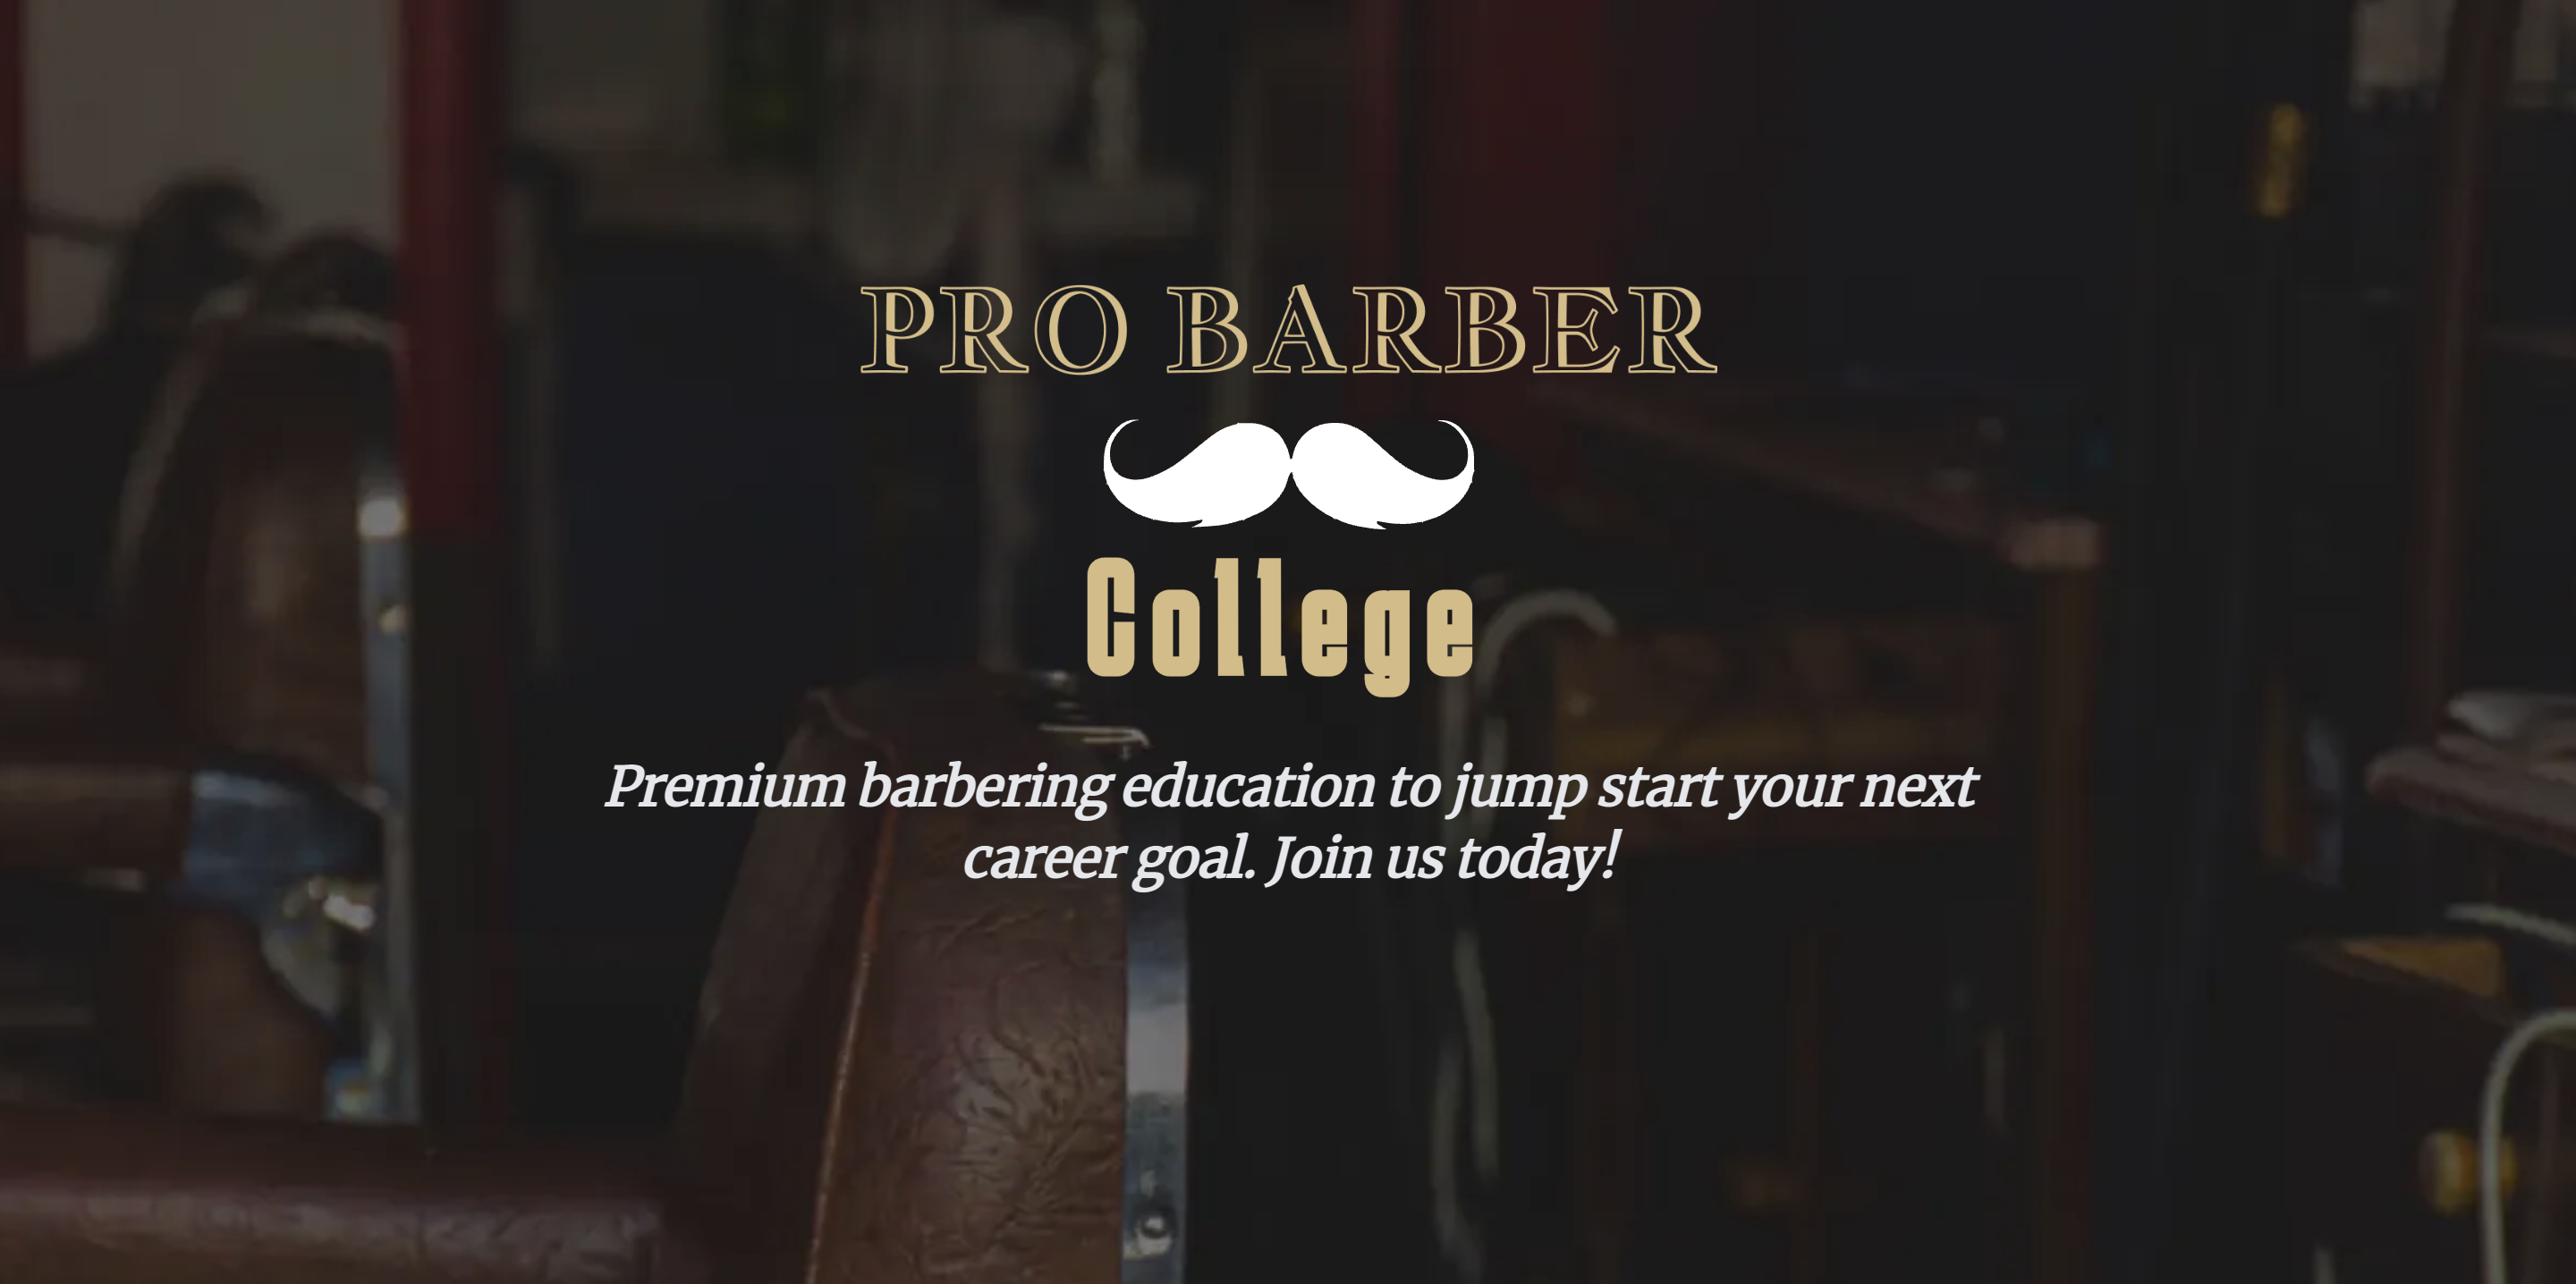 PRO BARBER
College
Premium barbering education to jump start your next
career goal. Join us today!